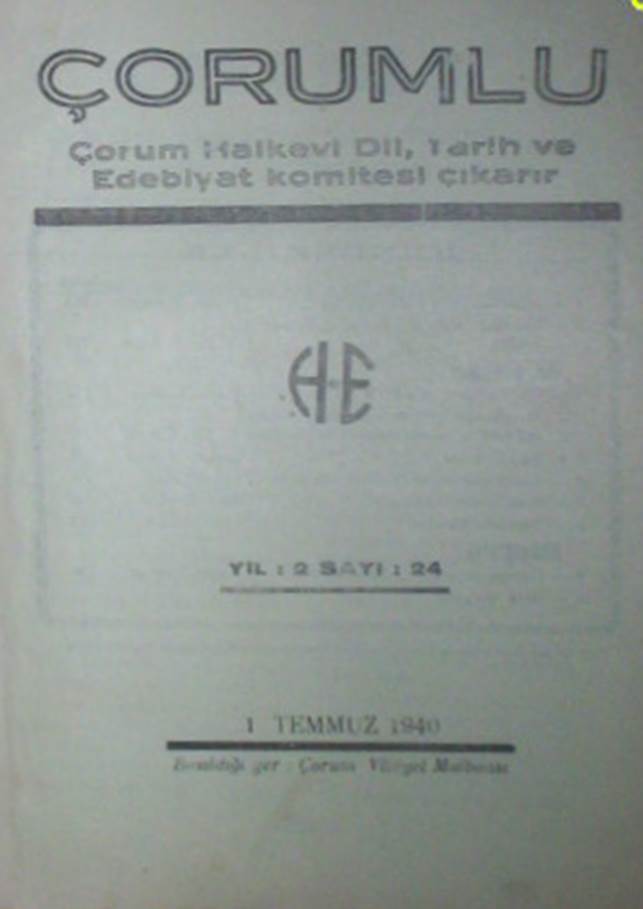 ÇORUMLU
Çorum Halkevi Dil, Tarih ve
Edebiyat komitesi çıkarır
HE
YIL : 2 SAYI : 24
1 TEMMUZ 1940
Basıldığı yer : Çorum Vilâyet Matbaası